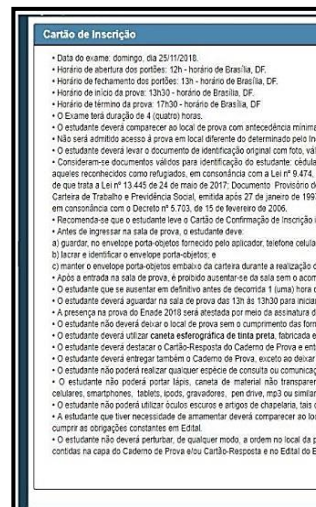 Cartão de Inscrição
• Data do exame: domingo, dia 25/11/2018.
• Horário de abertura dos portões: 12h - horário de Brasília, DF.
• Horário de fechamento dos portões: 13h - horário de Brasília, DF.
• Horário de início da prova: 13h30 - horário de Brasília, DF.
• Horário de término da prova: 17h30 - horário de Brasília, DF
• O Exame terá duração de 4 (quatro) horas.
• O estudante deverá comparecer ao local de prova com antecedência mínima
• Não será admitido acesso à prova em local diferente do determinado pelo In
• O estudante deverá levar o documento de identificação original com foto, vál
• Consideram-se documentos válidos para identificação do estudante: cédula
aqueles reconhecidos como refugiados, em consonância com a Lei nº
de que trata a Lei nº 13.445 de 24 de maio de 2017; Documento Provisório d
Carteira de Trabalho e Previdência Social, emitida após 27 de janeiro de 199
em consonância com o Decreto nº 5.703, de 15 de fevereiro de 2006.
• Recomenda-se que o estudante leve o Cartão de Confirmação de Inscrição i
• Antes de ingressar na sala de prova, o estudante deve:
a) guardar, no envelope porta-objetos fornecido pelo aplicador, telefone celula
b) lacrar e identificar o envelope porta-objetos; e
c) manter o envelope porta-objetos embaixo da carteira durante a realização d
• Após a entrada na sala de prova, é proibido ausentar-se da sala sem o acom
• O estudante que se ausentar em definitivo antes de decorrida 1 (uma) hora d
• O estudante deverá aguardar na sala de prova das 13h às 13h30 para iniciar
• A presença na prova do Enade 2018 será atestada por meio da assinatura d
• O estudante não deverá deixar o local de prova sem o cumprimento das forn
• O estudante deverá utilizar caneta esferográfica de tinta preta, fabricada e
• O estudante deverá destacar o Cartão-Resposta do Caderno de Prova e ent
• O estudante deverá entregar também o Caderno de Prova, exceto ao deixar
• O estudante não poderá realizar qualquer espécie de consulta ou comunicaç
• O estudante não poderá portar lápis, caneta de material não transparen
celulares, smartphones, tablets, ipods, gravadores, pen drive, mp3 ou similar
• O estudante não poderá utilizar óculos escuros e artigos de chapelaria, tais c
• A estudante que tiver necessidade de amamentar deverá comparecer ao loc
cumprir as obrigações constantes em Edital.
• O estudante não deverá perturbar, de qualquer modo, a ordem no local da p
contidas na capa do Caderno de Prova e/ou Cartão-Resposta e no Edital do E